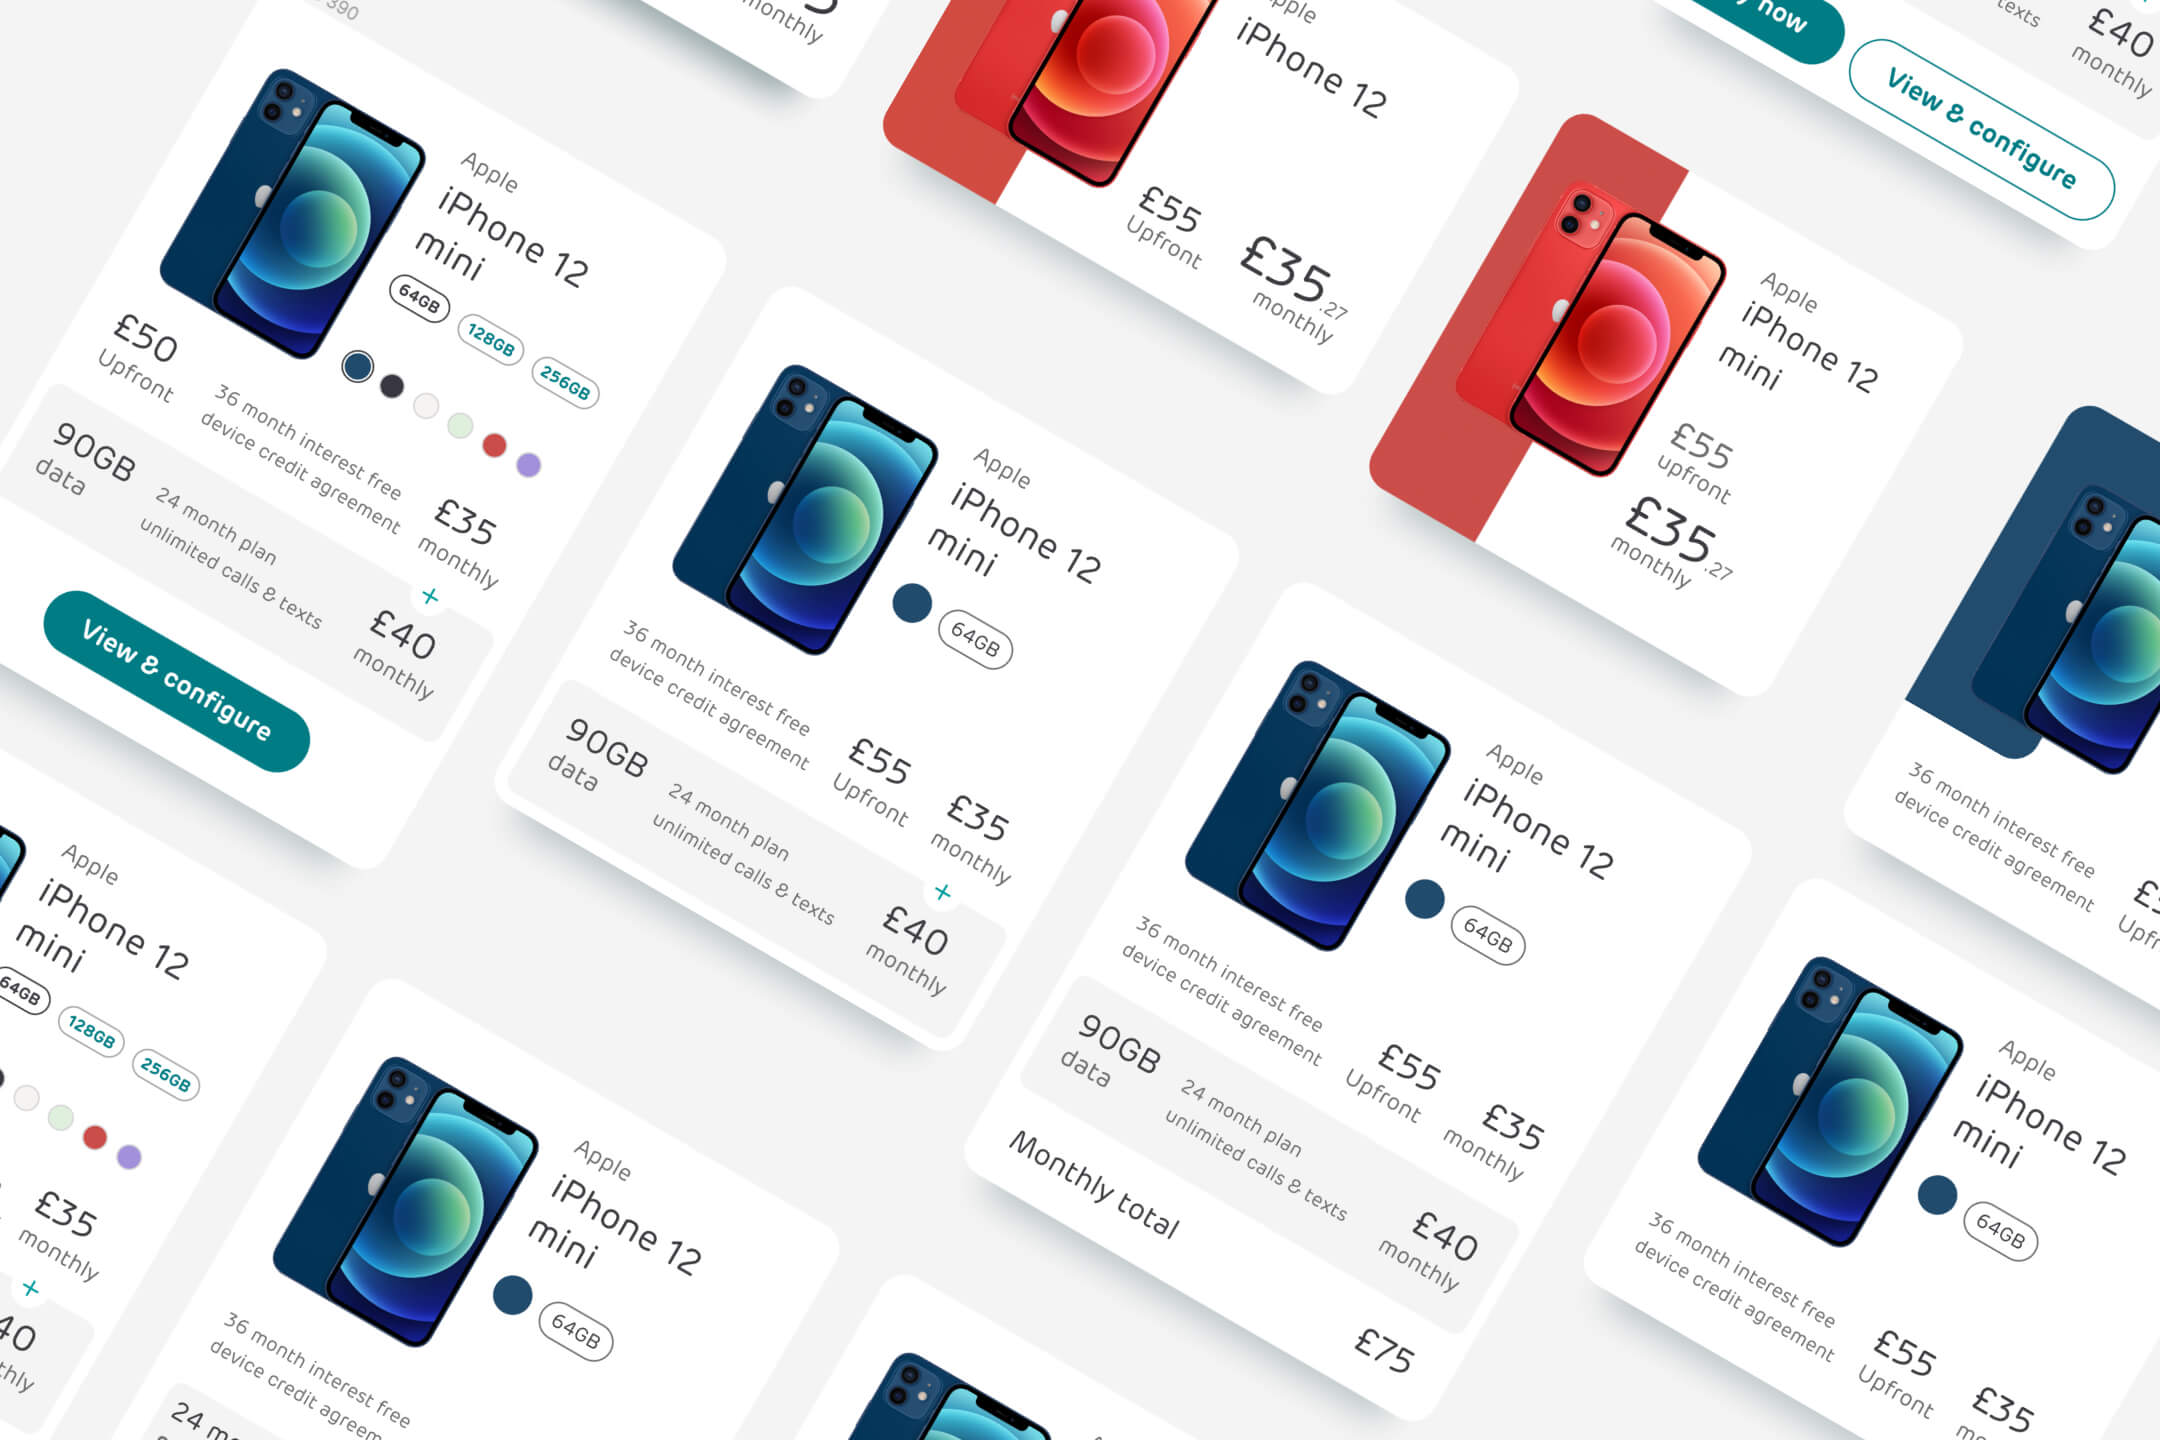 390
Apple
iPhone 12
mini
64GB
128GB
256GB
£50
Upfront
36 month interest free
device credit agreement
£35
monthly
+
90GB
data
24 month plan
unlimited calls & texts
£40
monthly
View & configure
monthly
iPhone 12
£55
Upfront
£35.27
monthly
now
View & configure
texts
£40
monthly
Apple
iPhone 12
mini
£55
upfront
£35.27
monthly
Apple
iPhone 12
mini
64GB
36 month interest free
device credit agreement
£55
Upfront
£35
monthly
+
90GB
data
24 month plan
unlimited calls & texts
£40
monthly
Apple
iPhone 12
mini
64GB
36 month interest free
device credit agreement
£55
Upfront
£35
monthly
90GB
data
24 month plan
unlimited calls & texts
£40
monthly
Monthly total
£75
36 month interest free
device credit agreement
Apple
iPhone 12
mini
64GB
36 month interest free
device credit agreement
£55
Upfront
£35
Apple
iPhone 12
mini
64GB
128GB
256GB
£35
monthly
+
40
Apple
iPhone 12
mini
64GB
36 month interest free
device credit agreem
24 m